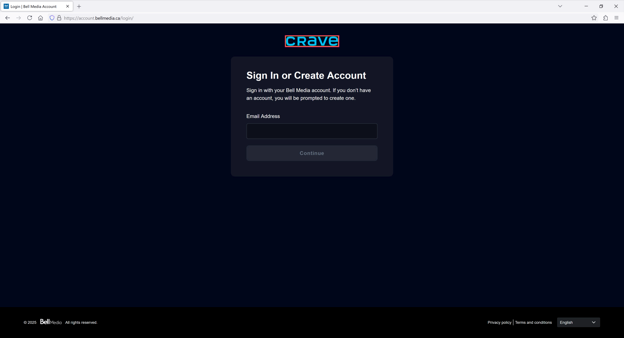 Login | Bell Media Account
https://account.bellmedia.ca/login/
CRAVE
Sign In or Create Account
Sign in with your Bell Media account. If you don't have
an account, you will be prompted to create one.
Email Address
Continue
© 2025 Bell Media All rights reserved.
Privacy policy | Terms and conditions
English